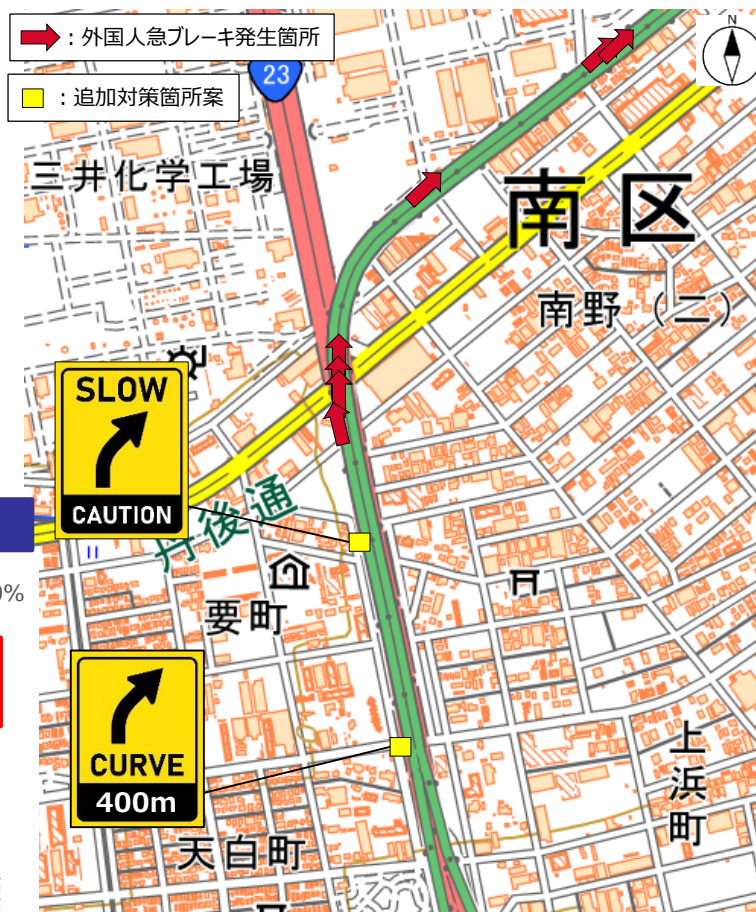 ：外国人急ブレーキ発生箇所
N
23
：追加対策箇所案
三井化学工場
南区
南野（二）
SLOW
CAUTION
丹後通
%
要町
CURVE
400m
上浜町
天白町